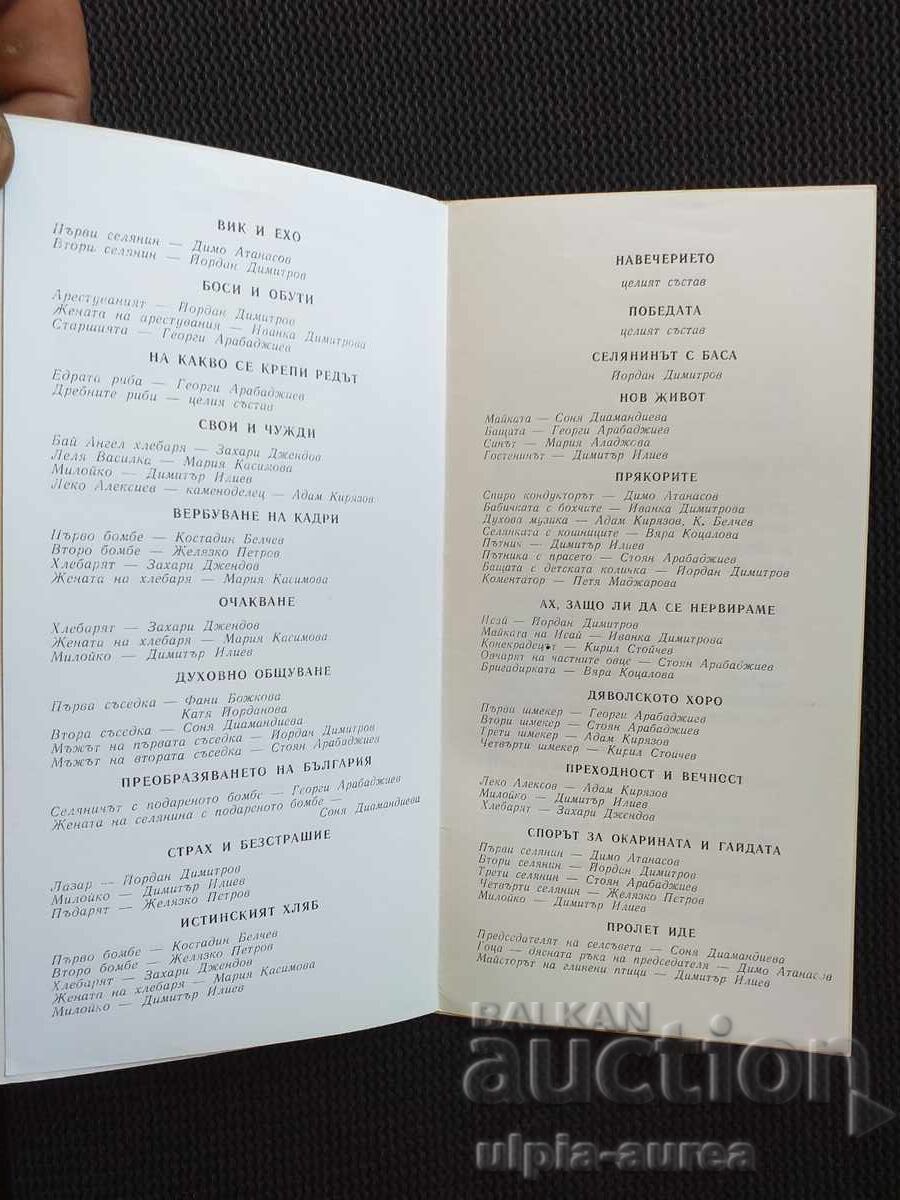 ВИК И ЕХО
Първи селянин — Димо Атанасов
Втори селянин — Йордан Димитров
БОСИ И ОБУТИ
Арестуваният — Йордан Димитров
Жената на арестувания — Иванка Димитрова
Старшията — Георги Арабаджиев
НА КАКВО СЕ КРЕПИ РЕДЪТ
Едрата риба — Георги Арабаджиев
Дребните риби — целия състав
СВОИ И ЧУЖДИ
Бай Ангел хлебаря — Захари Джендов
Леля Василка — Мария Касимова
Милойко — Димитър Илиев
Леко Алексиев — каменоделец — Адам Кирязов
ВЕРБУВАНЕ НА КАДРИ
Първо бомбе — Костадин Белчев
Второ бомбе — Желязко Петров
Хлебарят — Захари Джендов
Жената на хлебаря — Мария Касимова
ОЧАКВАНЕ
Хлебарят — Захари Джендов
Жената на хлебаря — Мария Касимова
Милойко — Димитър Илиев
ДУХОВНО ОБЩУВАНЕ
Първа съседка — Фани Божкова
Катя Йорданова
Втора съседка — Соня Диамандиева
Мъжът на първата съседка — Йордан Димитров
Мъжът на втората съседка — Стоян Арабаджиев
ПРЕОБРАЗЯВАНЕТО НА БЪЛГАРИЯ
Селчничът с подареното бомбе — Георги Арабаджиев
Жената на селянина с подареното бомбе —
Соня Диамандиева
СТРАХ И БЕЗСТРАШИЕ
Лазар — Йордан Димитров
Милойко — Димитър Илиев
Пъдарят — Желязко Петров
ИСТИНСКИЯТ ХЛЯБ
Първо бомбе — Костадин Белчев
Второ бомбе — Желязко Петров
Хлебарят — Захари Джендов
Жената на хлебаря — Мария Касимова
Милойко — Димитър Илиев
НАВЕЧЕРИЕТО
целият състав
ПОБЕДАТА
целият състав
СЕЛЯНИНЪТ С БАСА
Йордан Димитров
НОВ ЖИВОТ
Майката — Соня Диамандиева
Бащата — Георги Арабаджиев
Синът — Мария Аладжова
Гостенинът — Димитър Илиев
ПРЯКОРИТЕ
Спиро кондукторът — Димо Атанасов
Бабичката с бохчите — Иванка Димитрова
Духова музика — Адам Кирязов, К. Белчев
Селянката с кошниците — Вяра Коцалова
Пътник — Димитър Илиев
Пътника с прасето — Стоян Арабаджиев
Бащата с детската количка — Йордан Димитров
Коментатор — Петя Маджарова
АХ, ЗАЩО ЛИ ДА СЕ НЕРВИРАМЕ
Исай — Йордан Димитров
Майката на Исай — Иванка Димитрова
Конекрадецът — Кирил Стойчев
Овчарят на частните овце — Стоян Арабаджиев
Бригадирката — Вяра Коцалова
ДЯВОЛСКОТО ХОРО
Първи шмекер — Георги Арабаджиев
Втори шмекер — Стоян Арабаджиев
Трети шмекер — Адам Кирязов
Четвърти шмекер — Кирил Стойчев
ПРЕХОДНОСТ И ВЕЧНОСТ
Леко Алексов — Адам Кирязов
Милойко — Димитър Илиев
Хлебарят — Захари Джендов
СПОРЪТ ЗА ОКАРИНАТА И ГАЙДАТА
Първи селянин — Димо Атанасов
Втори селянин — Йордан Димитров
Трети селянин — Стоян Арабаджиев
Четвърти селянин — Желязко Петров
Милойко — Димитър Илиев
ПРОЛЕТ ИДЕ
Председателят на селсъвета — Соня Диамандиева
Гоца — дясната ръка на председателя — Димо Атанасов
Майсторът на глинени птици — Димитър Илиев
BALKAN
auction
ulpia-aurea